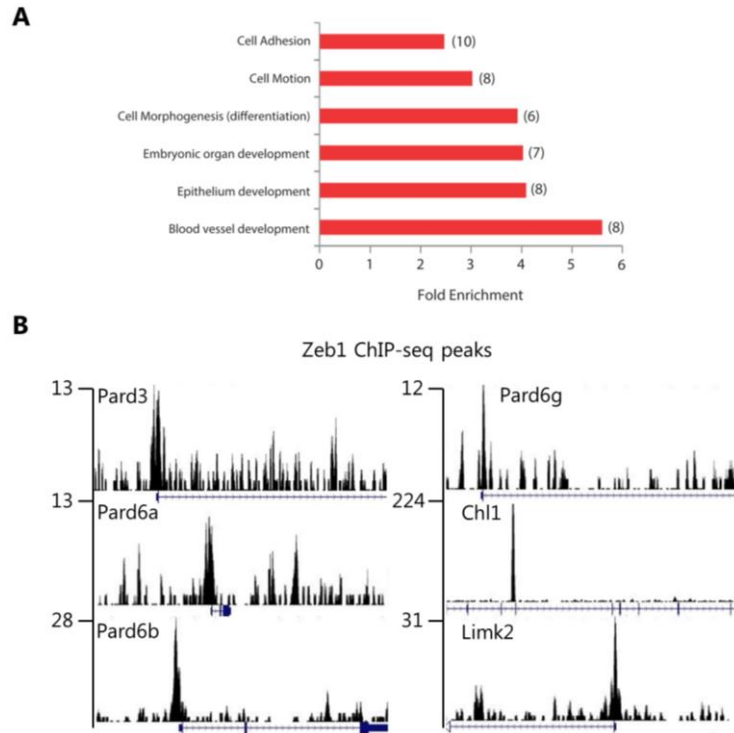 A
Cell Adhesion (10)
Cell Motion (8)
Cell Morphogenesis (differentiation) (6)
Embryonic organ development (7)
Epithelium development (8)
Blood vessel development (8)
0 1 2 3 4 5 6
Fold Enrichment
B
Zeb1 ChIP-seq peaks
13 Pard3
12 Pard6g
13 Pard6a
224 Chl1
28 Pard6b
31 Limk2